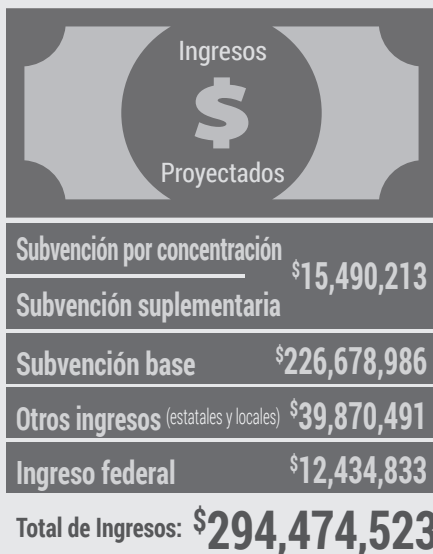 Ingresos
$
Proyectados
Subvención por concentración
$15,490,213
Subvención suplementaria
Subvención base $226,678,986
Otros ingresos (estatales y locales) $39,870,491
Ingreso federal $12,434,833
Total de Ingresos: $294,474,523